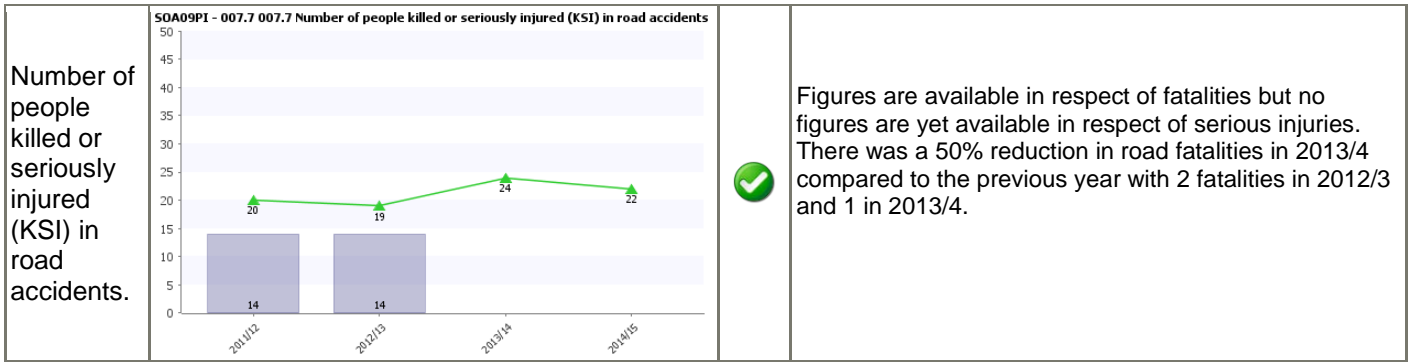 Number of
people
killed or
seriously
injured
(KSI) in
road
accidents.
SOA09PI - 007.7 007.7 Number of people killed or seriously injured (KSI) in road accidents
50
45
40
35
30
25
20
15
10
5
0
20
19
24
22
14
14
2011/12
2012/13
2013/14
2014/15
Figures are available in respect of fatalities but no
figures are yet available in respect of serious injuries.
There was a 50% reduction in road fatalities in 2013/4
compared to the previous year with 2 fatalities in 2012/3
and 1 in 2013/4.